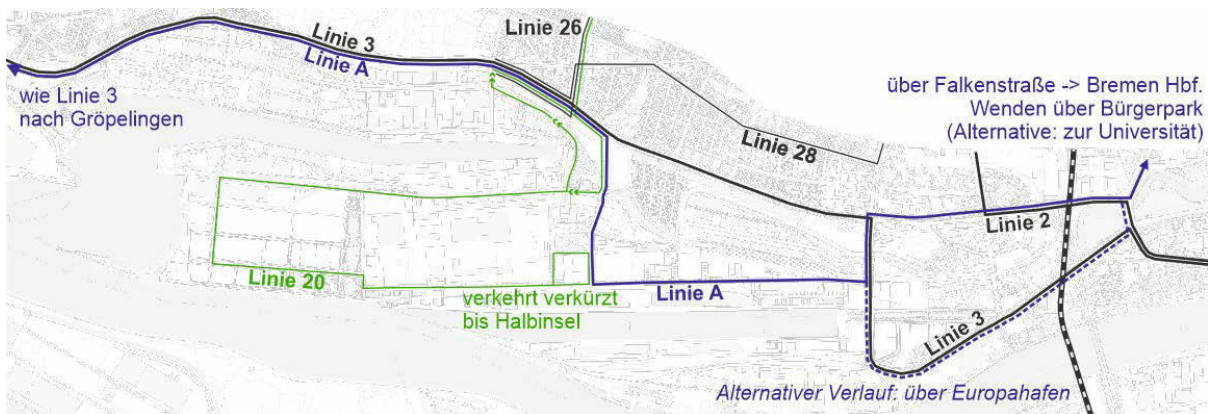 Linie 26
Linie 3
Linie A
wie Linie 3
nach Gröpelingen
über Falkenstraße -> Bremen Hbf.
Wenden über Bürgerpark
(Alternative: zur Universität)
Linie 28
Linie 2
Linie 20
verkehrt verkürzt
bis Halbinsel
Linie A
Linie 3
Alternativer Verlauf: über Europahafen